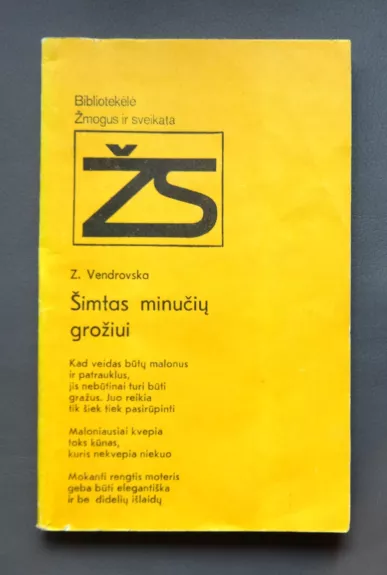 Bibliotekėlė
Žmogus ir sveikata
ŽS
Z. Vendrovska
Šimtas minučių
grožiui
Kad veidas būtų malonus
ir patrauklus,
jis nebūtinai turi būti
gražus. Juo reikia
tik šiek tiek pasirūpinti
Maloniausiai kvepia
toks kūnas,
kuris nekvepia niekuo
Mokanti rengtis moteris
geba būti elegantiška
ir be didelių išlaidų